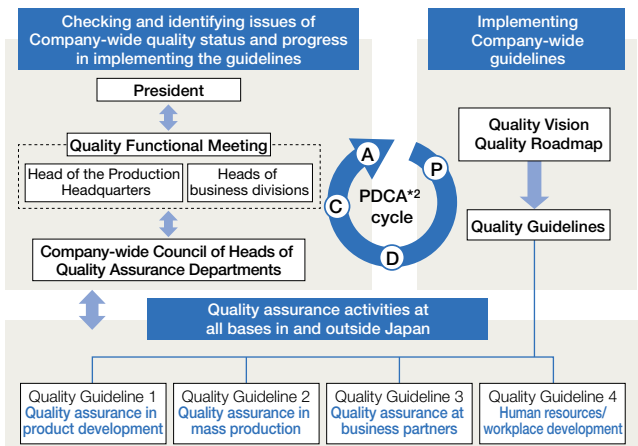 Checking and identifying issues of
Company-wide quality status and progress
in implementing the guidelines
President
Quality Functional Meeting
Head of the Production
Headquarters
Heads of
business divisions
Company-wide Council of Heads of
Quality Assurance Departments
A
P
C
D
PDCA*2
cycle
Implementing
Company-wide
guidelines
Quality Vision
Quality Roadmap
Quality Guidelines
Quality assurance activities at
all bases in and outside Japan
Quality Guideline 1
Quality assurance in
product development
Quality Guideline 2
Quality assurance in
mass production
Quality Guideline 3
Quality assurance at
business partners
Quality Guideline 4
Human resources/
workplace development